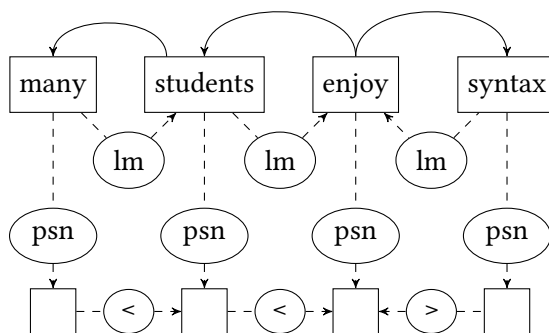 many students enjoy syntax
lm lm lm
psn psn psn psn
< < >